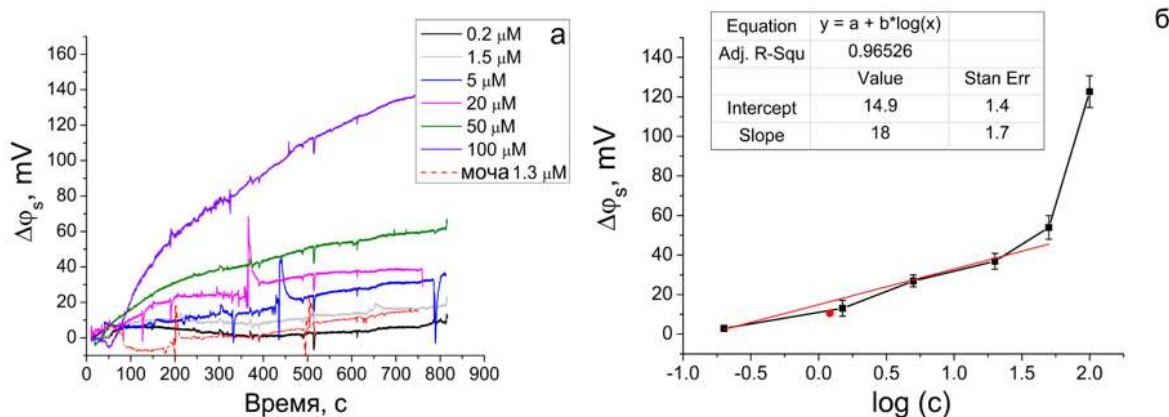 а
160
140
120
100
80
60
40
20
0
Δφs, mV
0 100 200 300 400 500 600 700 800 900
Время, с
0.2 μM
1.5 μM
5 μM
20 μM
50 μM
100 μM
моча 1.3 μM
б
Equation y = a + b*log(x)
Adj. R-Squ 0.96526
Value Stan Err
Intercept 14.9 1.4
Slope 18 1.7
140
120
100
80
60
40
20
0
Δφs, mV
-1.0 -0.5 0.0 0.5 1.0 1.5 2.0
log (c)